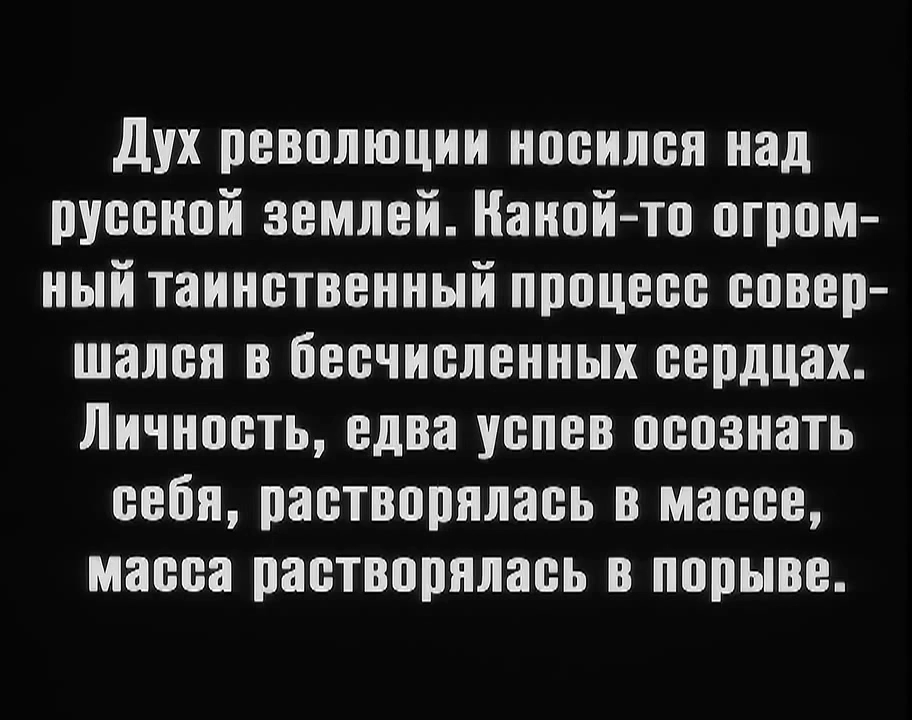 Дух революции носился над
русской землей. Какой-то огром-
ный таинственный процесс совер-
шался в бесчисленных сердцах.
Личность, едва успев осознать
себя, растворялась в массе,
масса растворялась в порыве.